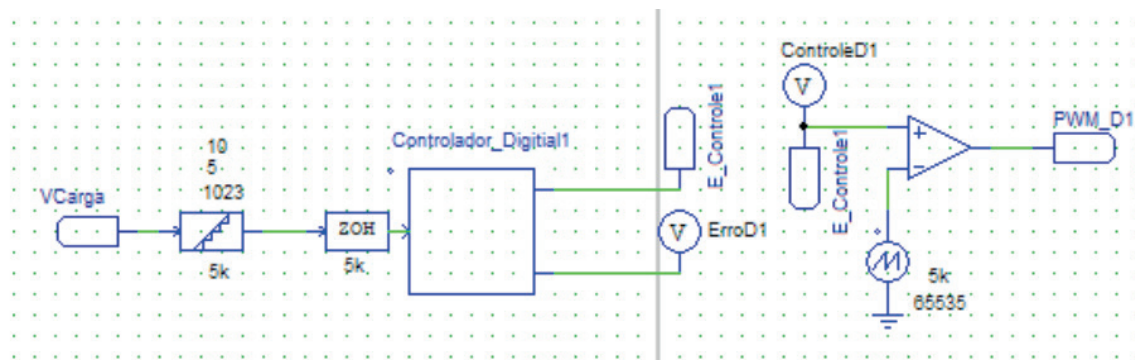 VCarga
10
5
1023
5k
ZOH
5k
Controlador_Digitial1
E_Controle1
V
ErroD1
ControleD1
V
E_Controle1
PWM_D1
5k
65535